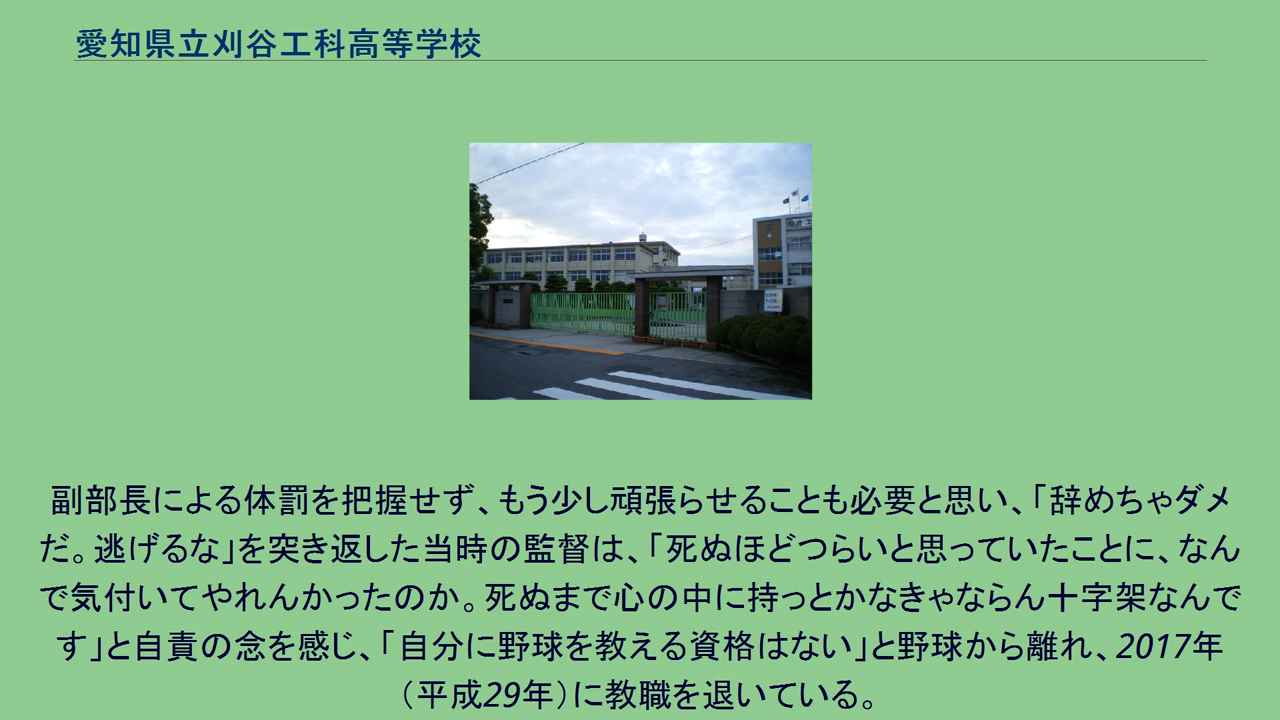 愛知県立刈谷工科高等学校
副部長による体罰を把握せず、もう少し頑張らせることも必要と思い、「辞めちゃダメ
だ。逃げるな」を突き返した当時の監督は、「死ぬほどつらいと思っていたことに、なん
で気付いてやれんかったのか。死ぬまで心の中に持っとかなきゃならん十字架なんで
す」と自責の念を感じ、「自分に野球を教える資格はない」と野球から離れ、2017年
（平成29年）に教職を退いている。